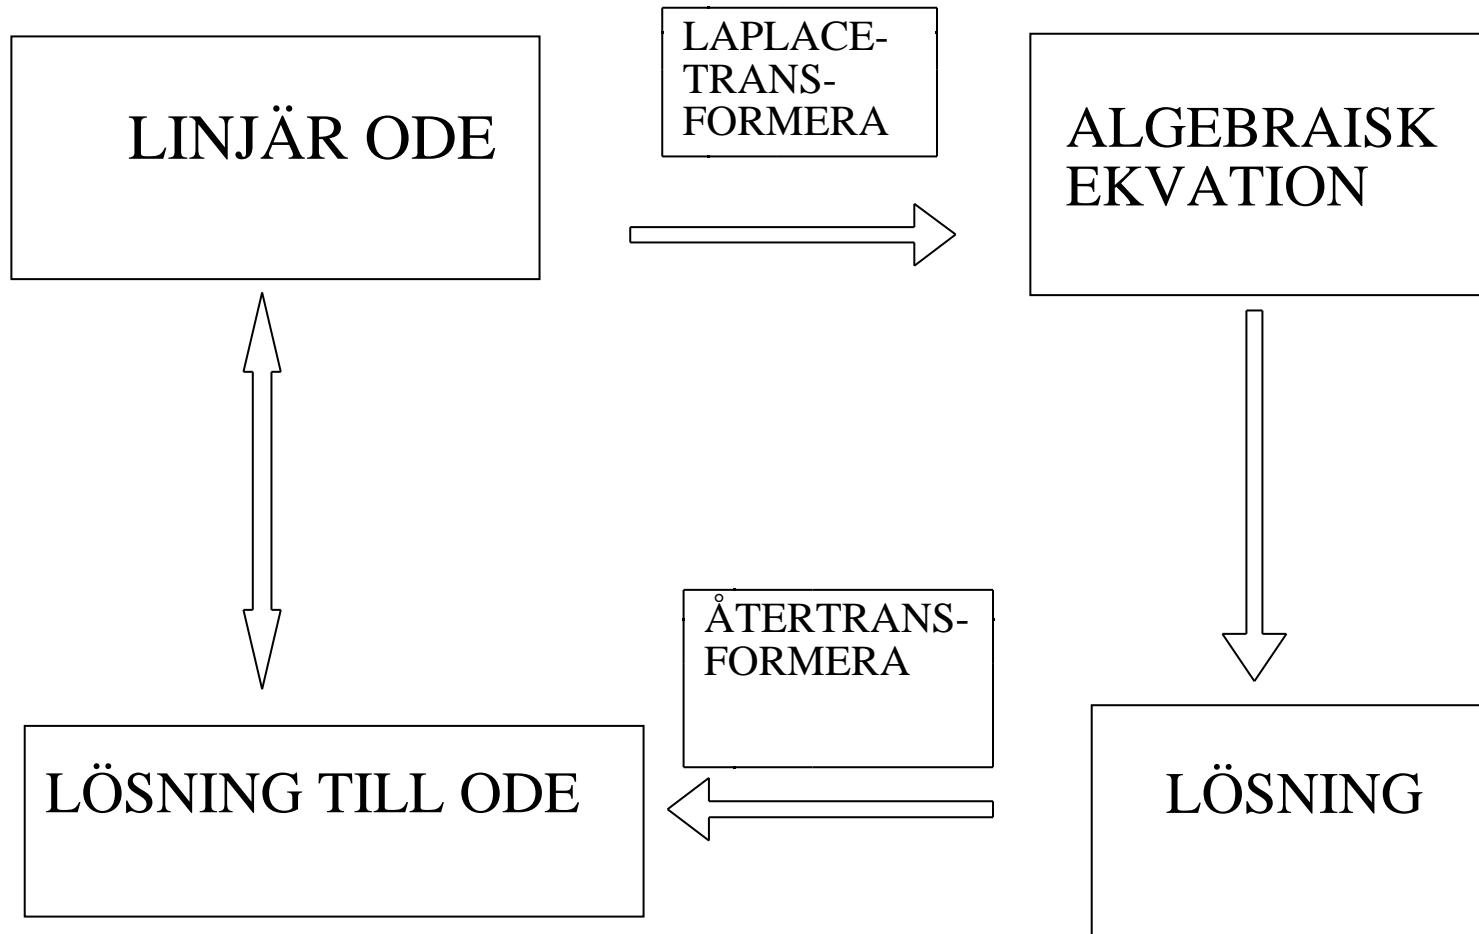 LINJÄR ODE
LAPLACE-
TRANS-
FORMERA
ALGEBRAISK
EKVATION
ÅTERTRANS-
FORMERA
LÖSNING TILL ODE
LÖSNING